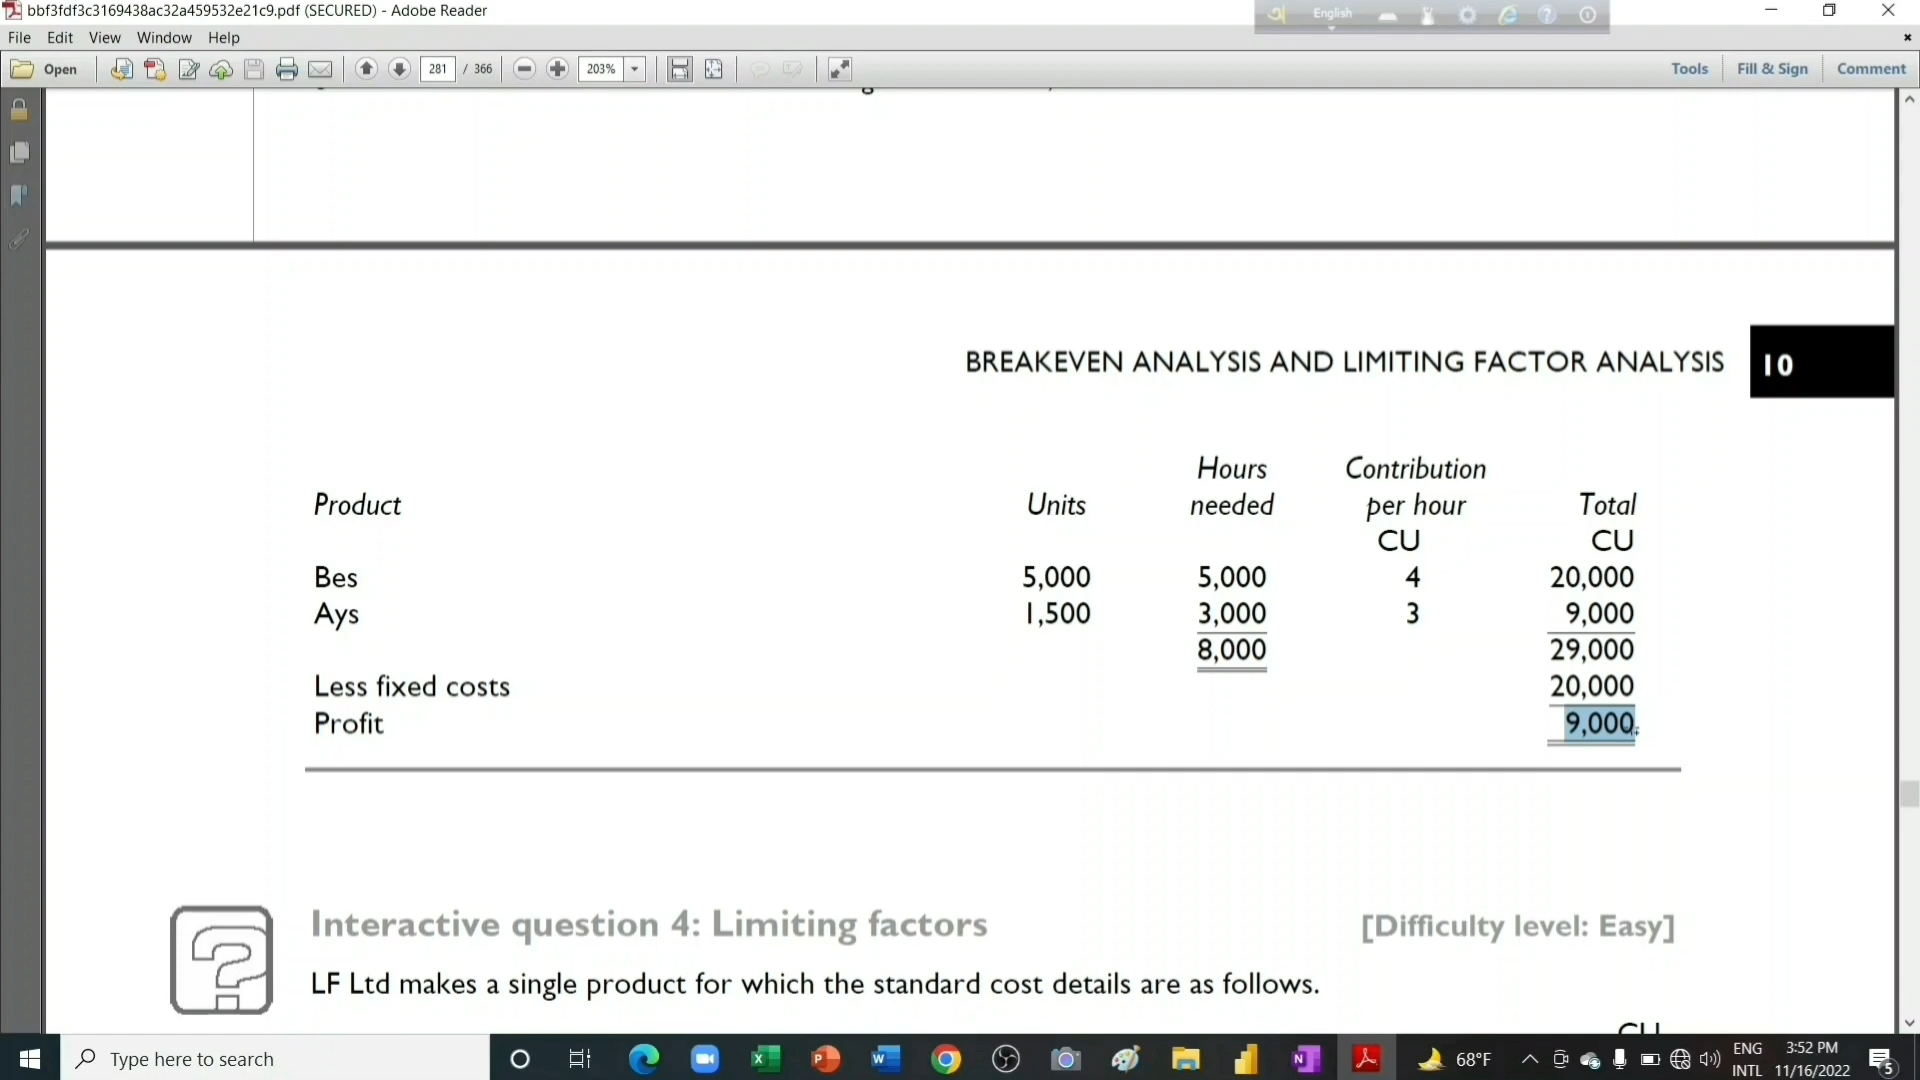 bbf3fdf3c3169438ac32a459532e21c9.pdf (SECURED) - Adobe Reader
English
File Edit View Window Help
Open 281 / 366 203% Tools Fill & Sign Comment
BREAKEVEN ANALYSIS AND LIMITING FACTOR ANALYSIS 10
Hours Contribution
Product Units needed per hour Total
CU CU
Bes 5,000 5,000 4 20,000
Ays 1,500 3,000 3 9,000
8,000 29,000
Less fixed costs 20,000
Profit 9,000
Interactive question 4: Limiting factors [Difficulty level: Easy]
LF Ltd makes a single product for which the standard cost details are as follows.
CU
Type here to search 68°F ENG 3:52 PM
INTL 11/16/2022 5